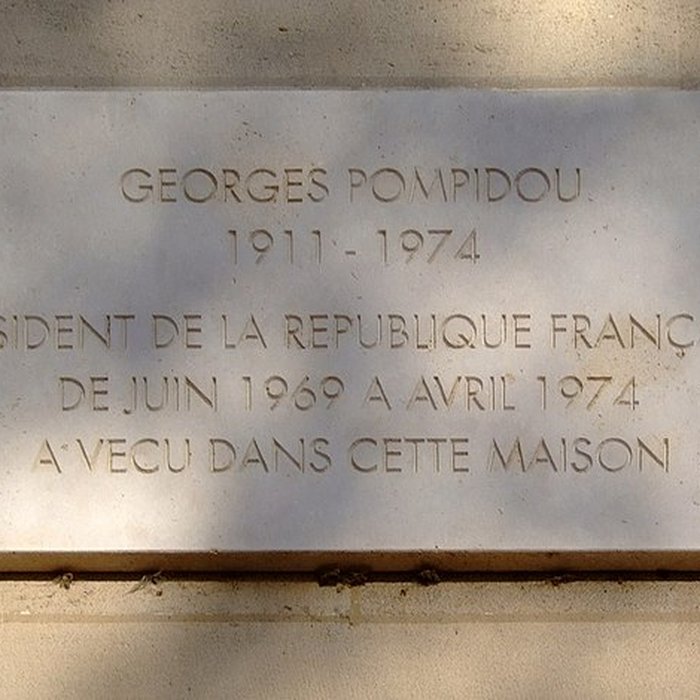 GEORGES POMPIDOU
1911 - 1974
SIDENT DE LA REPUBLIQUE FRANÇ
DE JUIN 1969 A AVRIL 1974
A VECU DANS CETTE MAISON